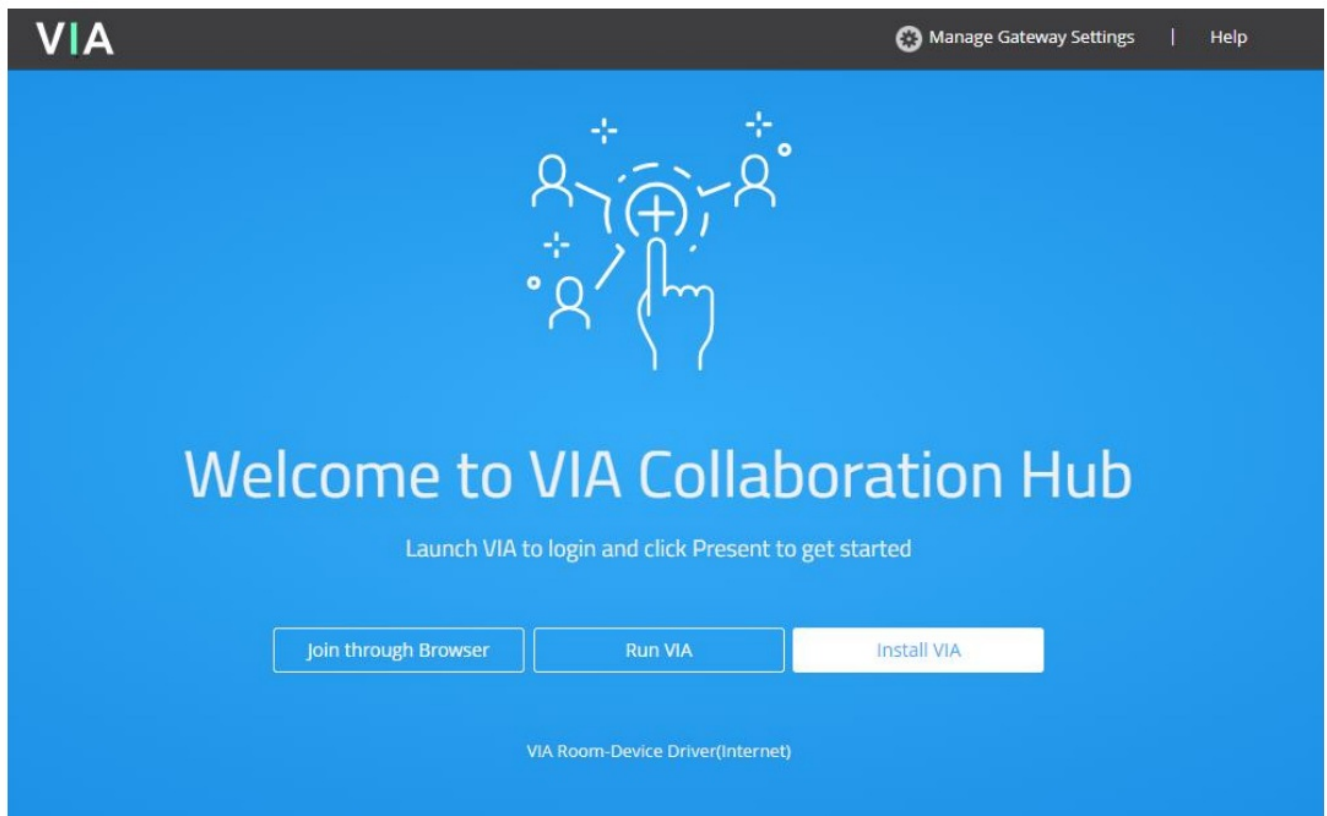 VIA
Manage Gateway Settings | Help
Welcome to VIA Collaboration Hub
Launch VIA to login and click Present to get started
Join through Browser
Run VIA
Install VIA
VIA Room-Device Driver(Internet)